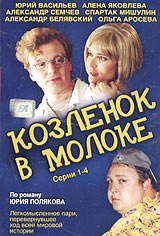 ЮРИЙ ВАСИЛЬЕВ АЛЕНА ЯКОВЛЕВА
АЛЕКСАНДР СЕМЧЕВ СПАРТАК МИШУЛИН
АЛЕКСАНДР БЕЛЯВСКИЙ ОЛЬГА АРОСЕВА
КОЗЛЕНОК
В МОЛОКЕ
Серии 1-4
По роману
ЮРИЯ ПОЛЯКОВА
Легкомысленное пари,
перевернувшее
ход всей мировой
истории